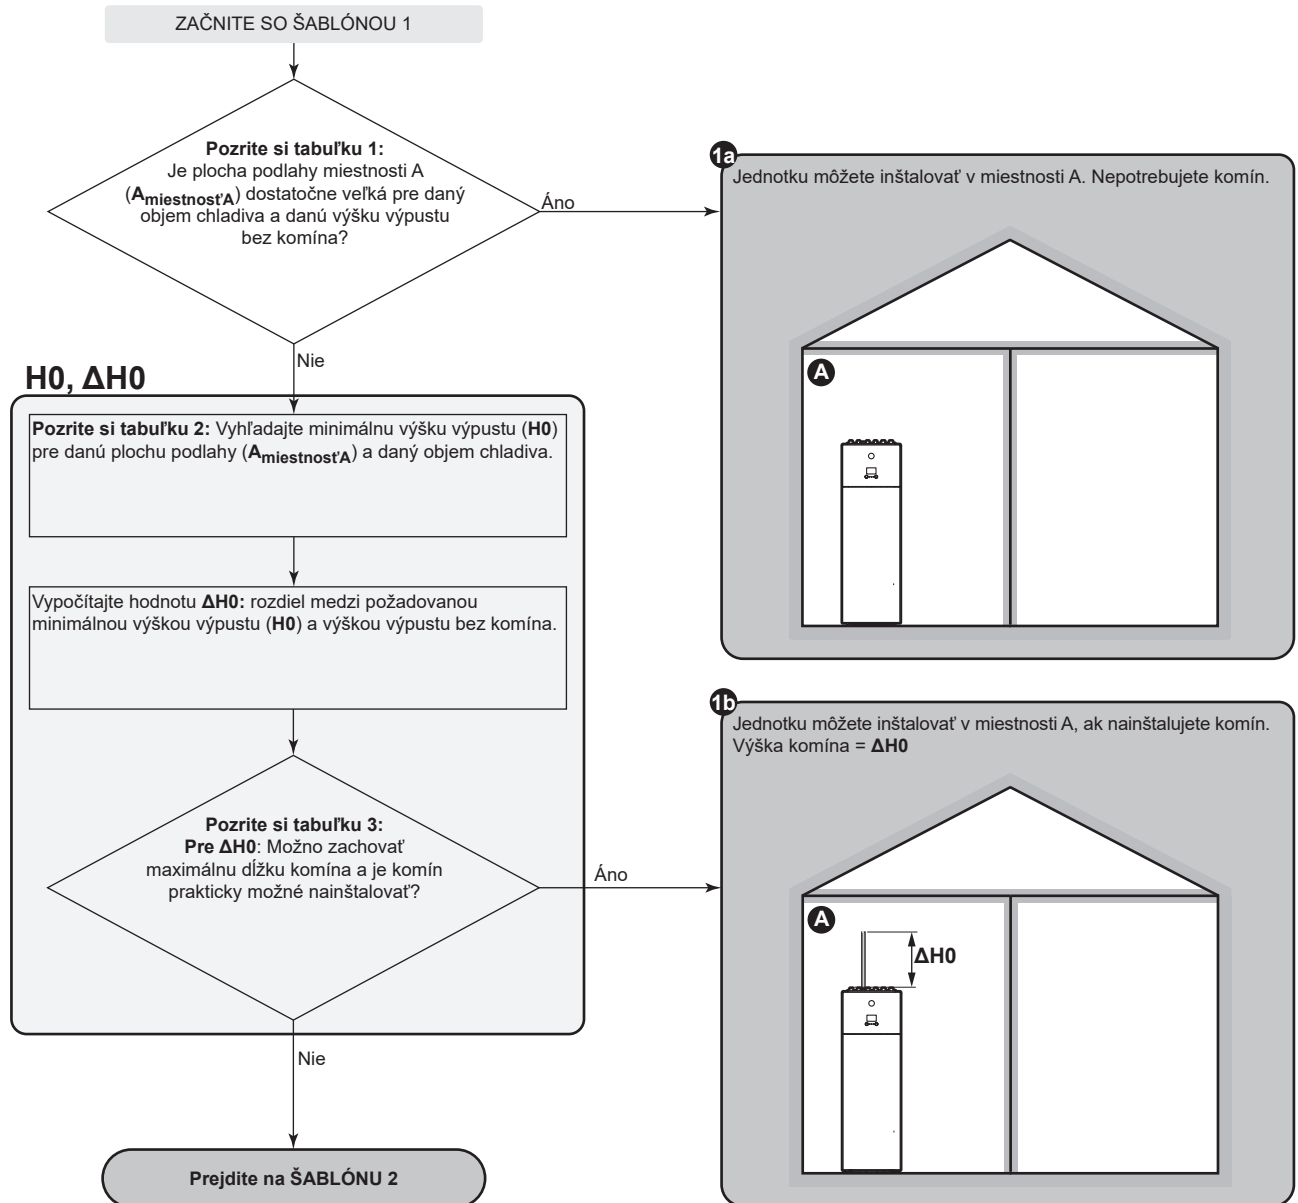 ZAČNITE SO ŠABLÓNOU 1
Pozrite si tabuľku 1:
Je plocha podlahy miestnosti A
(AmiestnosťA) dostatočne veľká pre daný
objem chladiva a danú výšku výpustu
bez komína?
Áno
1a
Jednotku môžete inštalovať v miestnosti A. Nepotrebujete komín.
A
Nie
H0, ΔH0
Pozrite si tabuľku 2: Vyhľadajte minimálnu výšku výpustu (H0)
pre danú plochu podlahy (AmiestnosťA) a daný objem chladiva.
Vypočítajte hodnotu ΔH0: rozdiel medzi požadovanou
minimálnou výškou výpustu (H0) a výškou výpustu bez komína.
Pozrite si tabuľku 3:
Pre ΔH0: Možno zachovať
maximálnu dĺžku komína a je komín
prakticky možné nainštalovať?
Áno
1b
Jednotku môžete inštalovať v miestnosti A, ak nainštalujete komín.
Výška komína = ΔH0
A
ΔH0
Nie
Prejdite na ŠABLÓNU 2